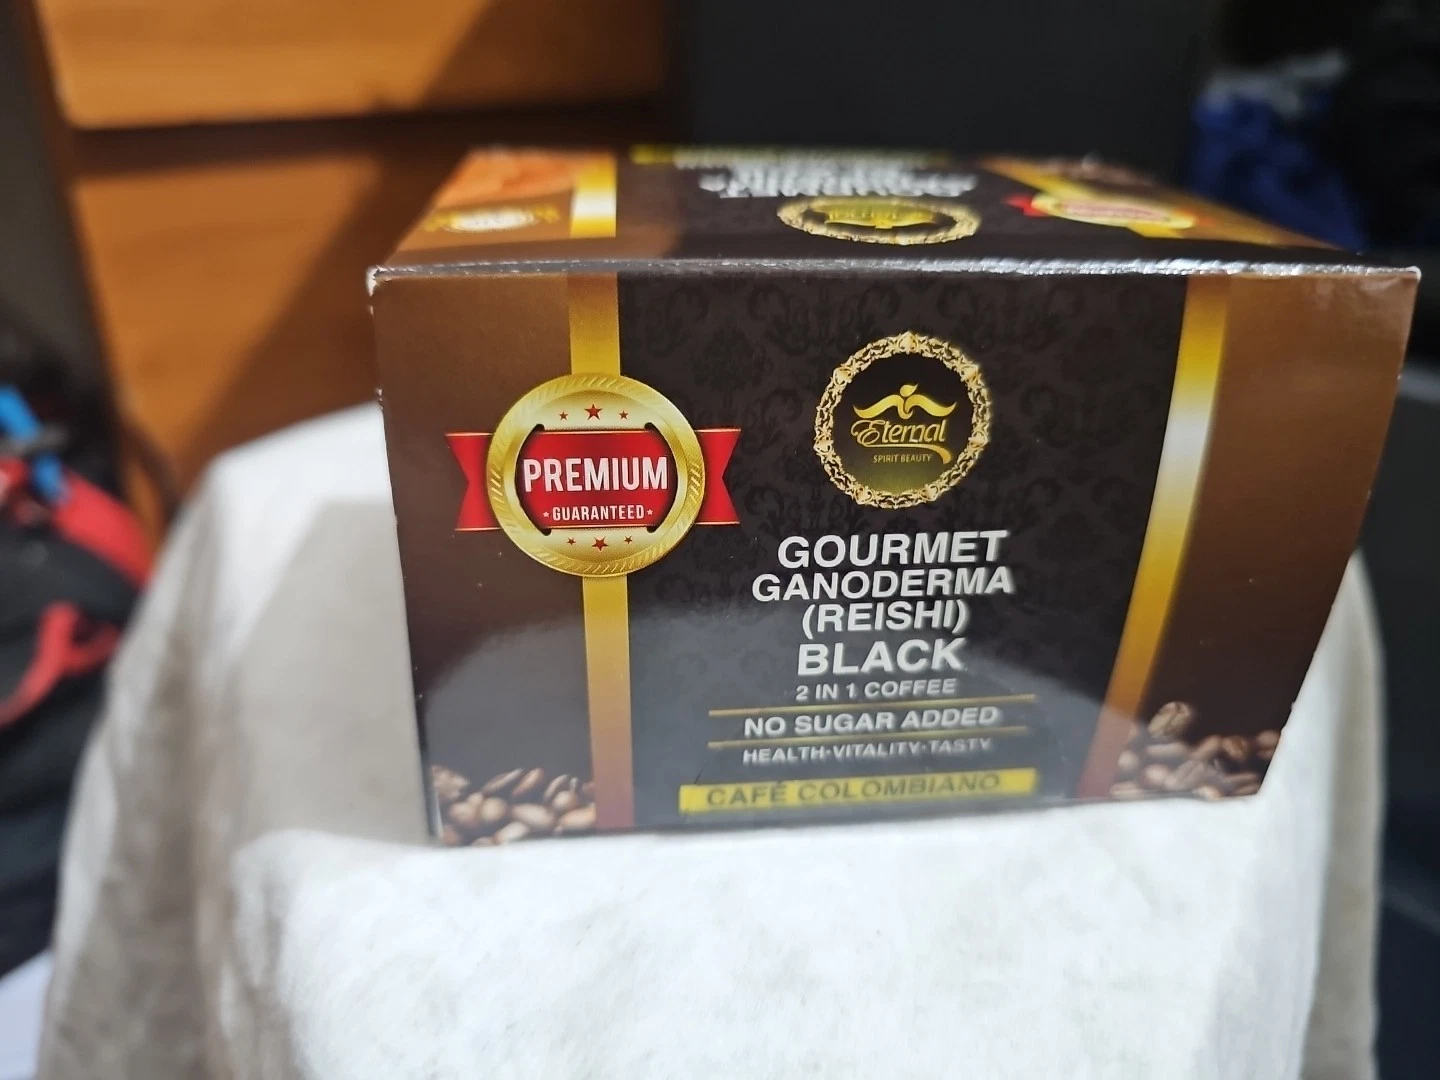 PREMIUM
GUARANTEED
Eternal
SPIRIT BEAUTY
GOURMET
GANODERMA
(REISHI)
BLACK
2 IN 1 COFFEE
NO SUGAR ADDED
HEALTH·VITALITY·TASTY
CAFÉ COLOMBIANO